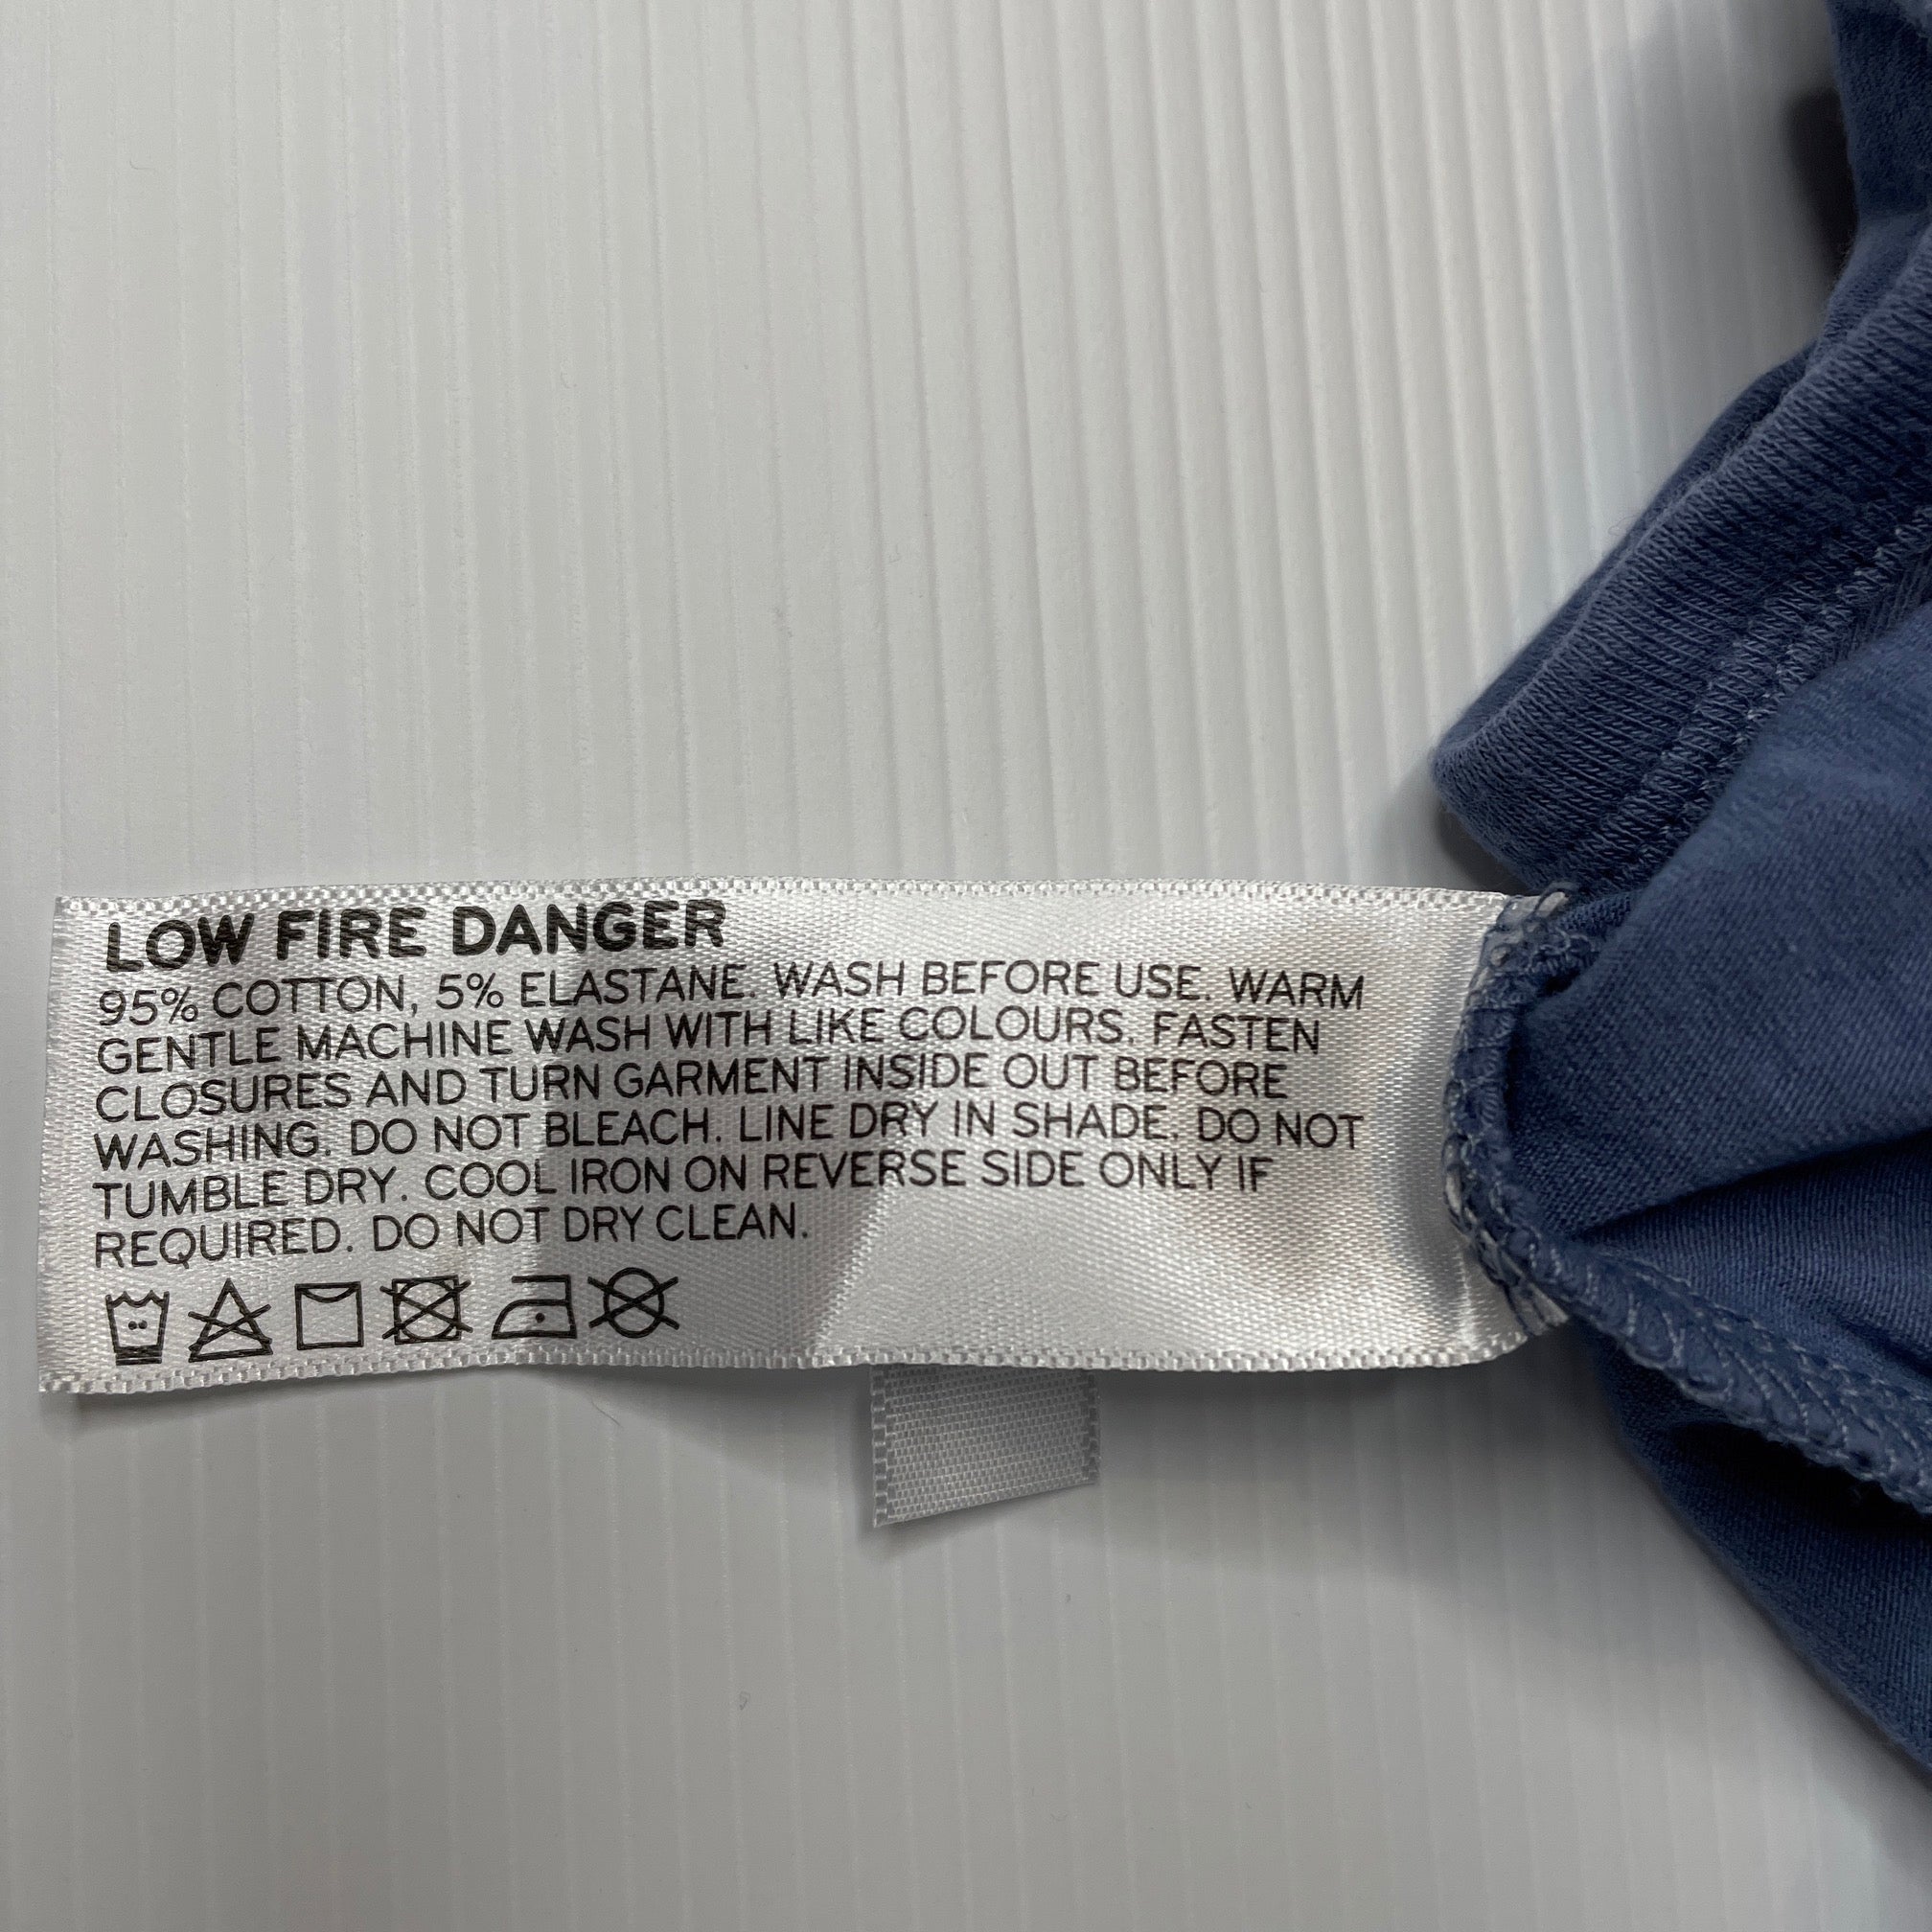 LOW FIRE DANGER
95% COTTON, 5% ELASTANE. WASH BEFORE USE. WARM
GENTLE MACHINE WASH WITH LIKE COLOURS. FASTEN
CLOSURES AND TURN GARMENT INSIDE OUT BEFORE
WASHING. DO NOT BLEACH. LINE DRY IN SHADE. DO NOT
TUMBLE DRY. COOL IRON ON REVERSE SIDE ONLY IF
REQUIRED. DO NOT DRY CLEAN.